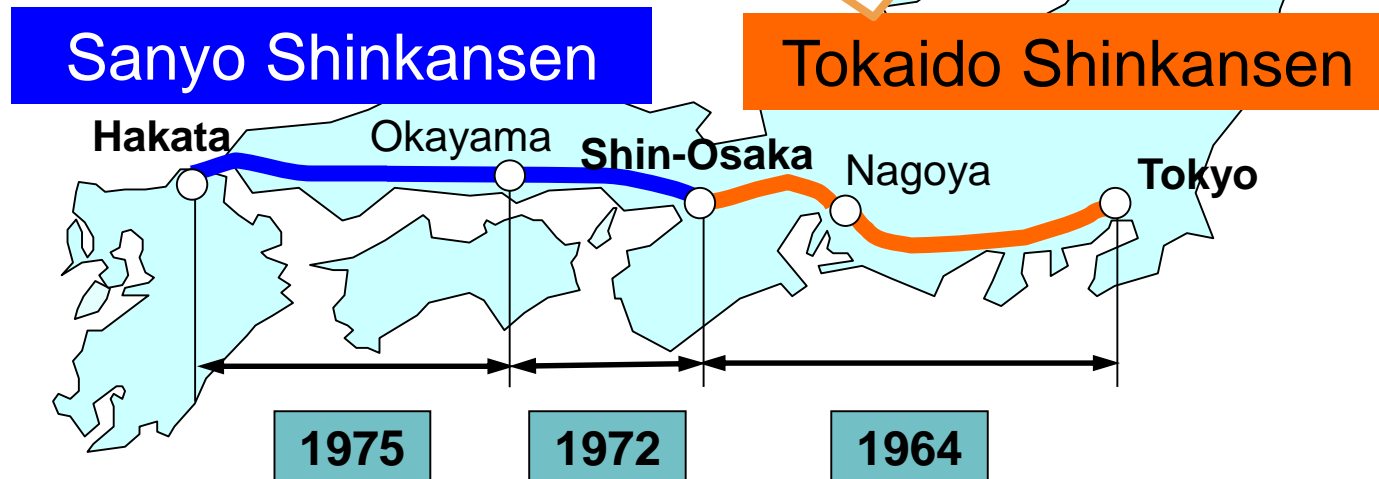 Sanyo Shinkansen
Tokaido Shinkansen
Hakata
Okayama
Shin-Osaka
Nagoya
Tokyo
1975
1972
1964